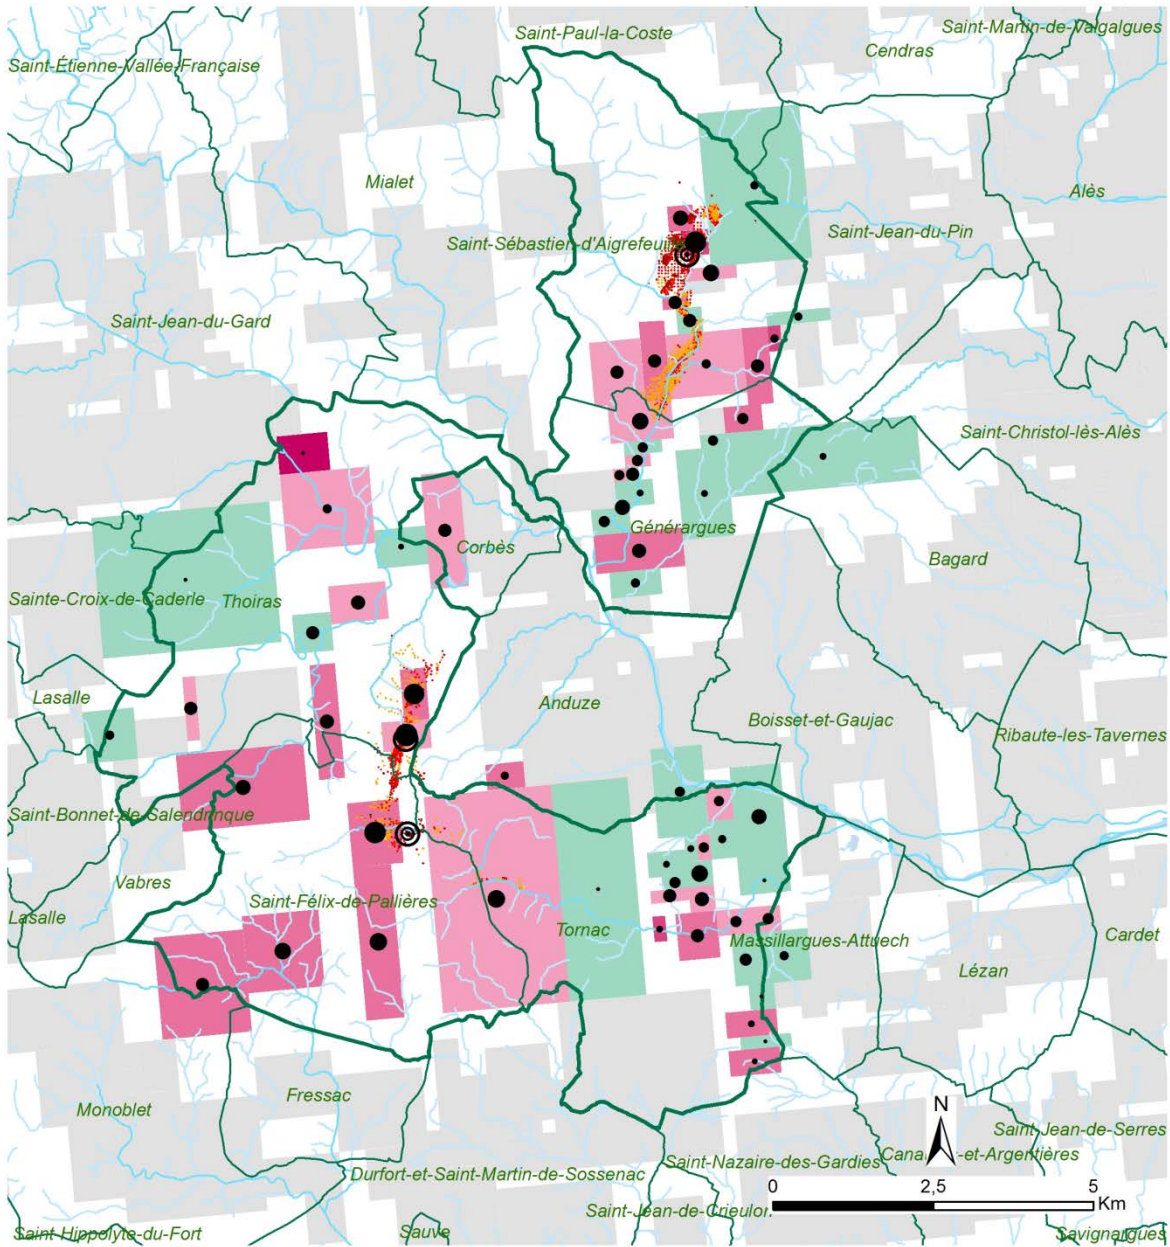 Saint-Paul-la-Coste
Saint-Martin-de-Valgalgues
Cendras
Saint-Étienne-Vallée-Française
Mialet
Alès
Saint-Jean-du-Pin
Saint-Sébastien-d'Aigrefeuille
Saint-Jean-du-Gard
Saint-Christol-lès-Alès
Générargues
Corbès
Bagard
Sainte-Croix-de-Caderle
Thoiras
Lasalle
Anduze
Boisset-et-Gaujac
Ribaute-les-Tavernes
Saint-Bonnet-de-Salendrinque
Vabres
Saint-Félix-de-Pallières
Lasalle
Tornac
Massillargues-Attuech
Cardet
Lézan
Fressac
Monoblet
N
Saint-Jean-de-Serres
Saint-Nazaire-des-Gardies
et-Argentières
Durfort-et-Saint-Martin-de-Sossenac
0 2,5 5
Km
Saint-Jean-de-Crieulon
Saint Hippolyte-du-Fort
Sauve
Savignargues